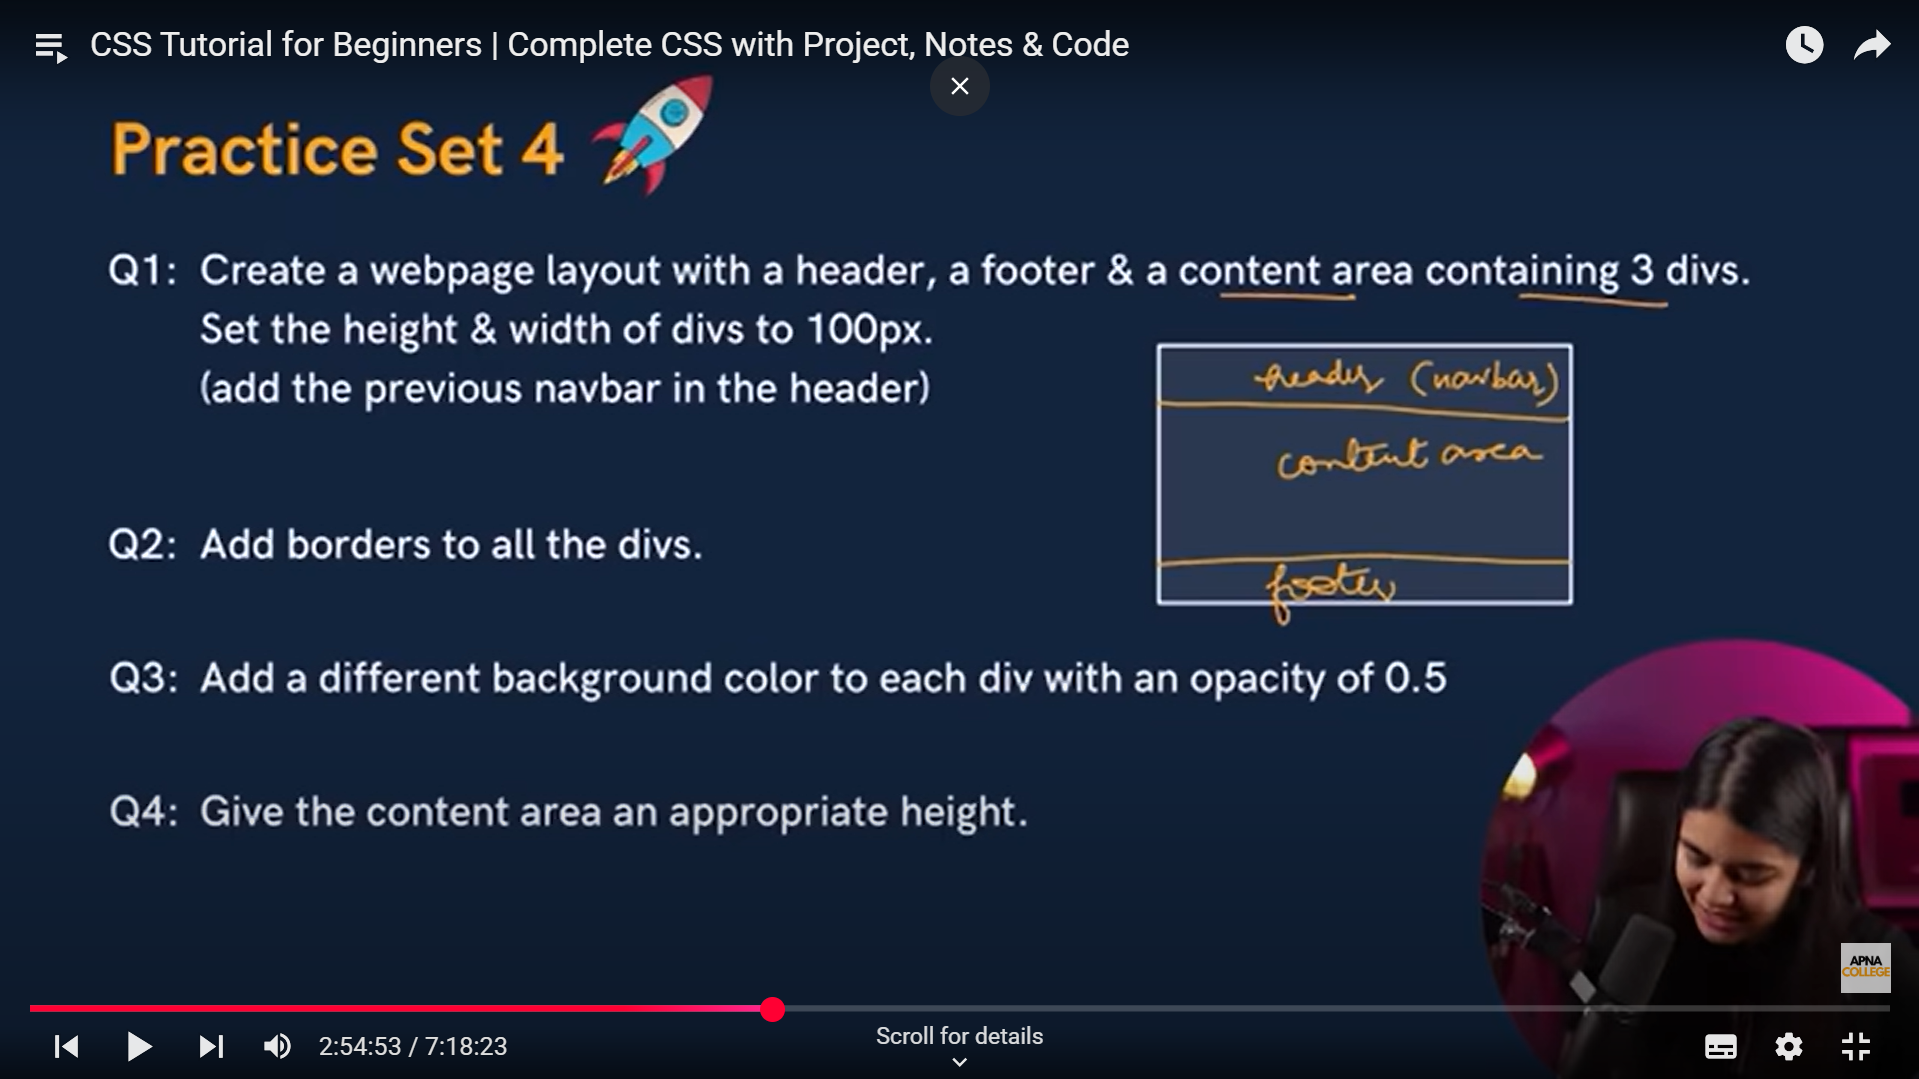 CSS Tutorial for Beginners | Complete CSS with Project, Notes & Code
Practice Set 4
Q1: Create a webpage layout with a header, a footer & a content area containing 3 divs.
Set the height & width of divs to 100px.
(add the previous navbar in the header)
header (navbar)
content area
footer
Q2: Add borders to all the divs.
Q3: Add a different background color to each div with an opacity of 0.5
Q4: Give the content area an appropriate height.
APNA
COLLEGE
2:54:53 / 7:18:23
Scroll for details